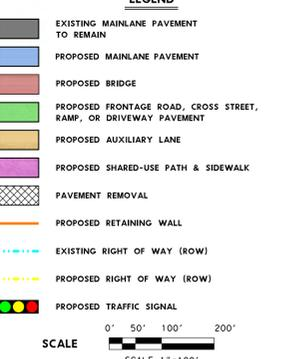 LEGEND
EXISTING MAINLANE PAVEMENT
TO REMAIN
PROPOSED MAINLANE PAVEMENT
PROPOSED BRIDGE
PROPOSED FRONTAGE ROAD, CROSS STREET,
RAMP, OR DRIVEWAY PAVEMENT
PROPOSED AUXILIARY LANE
PROPOSED SHARED-USE PATH & SIDEWALK
PAVEMENT REMOVAL
PROPOSED RETAINING WALL
EXISTING RIGHT OF WAY (ROW)
PROPOSED RIGHT OF WAY (ROW)
PROPOSED TRAFFIC SIGNAL
0' 50' 100' 200'
SCALE